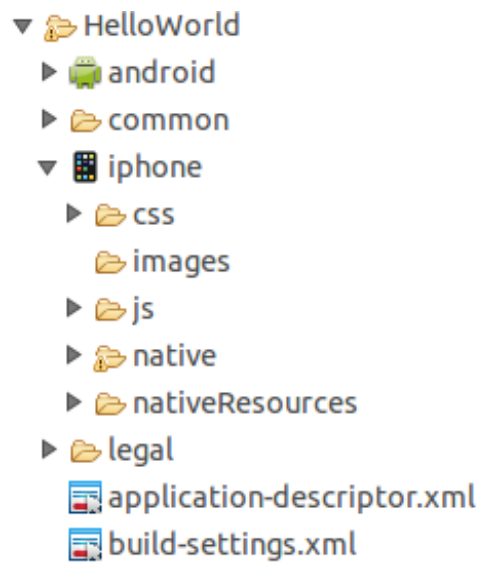 HelloWorld
android
common
iphone
css
images
js
native
nativeResources
legal
application-descriptor.xml
build-settings.xml